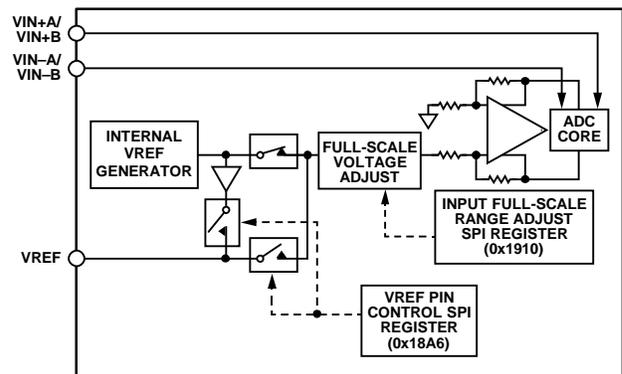 VIN+A/
VIN+B
VIN–A/
VIN–B
INTERNAL
VREF
GENERATOR
FULL-SCALE
VOLTAGE
ADJUST
ADC
CORE
INPUT FULL-SCALE
RANGE ADJUST
SPI REGISTER
(0x1910)
VREF
VREF PIN
CONTROL SPI
REGISTER
(0x18A6)